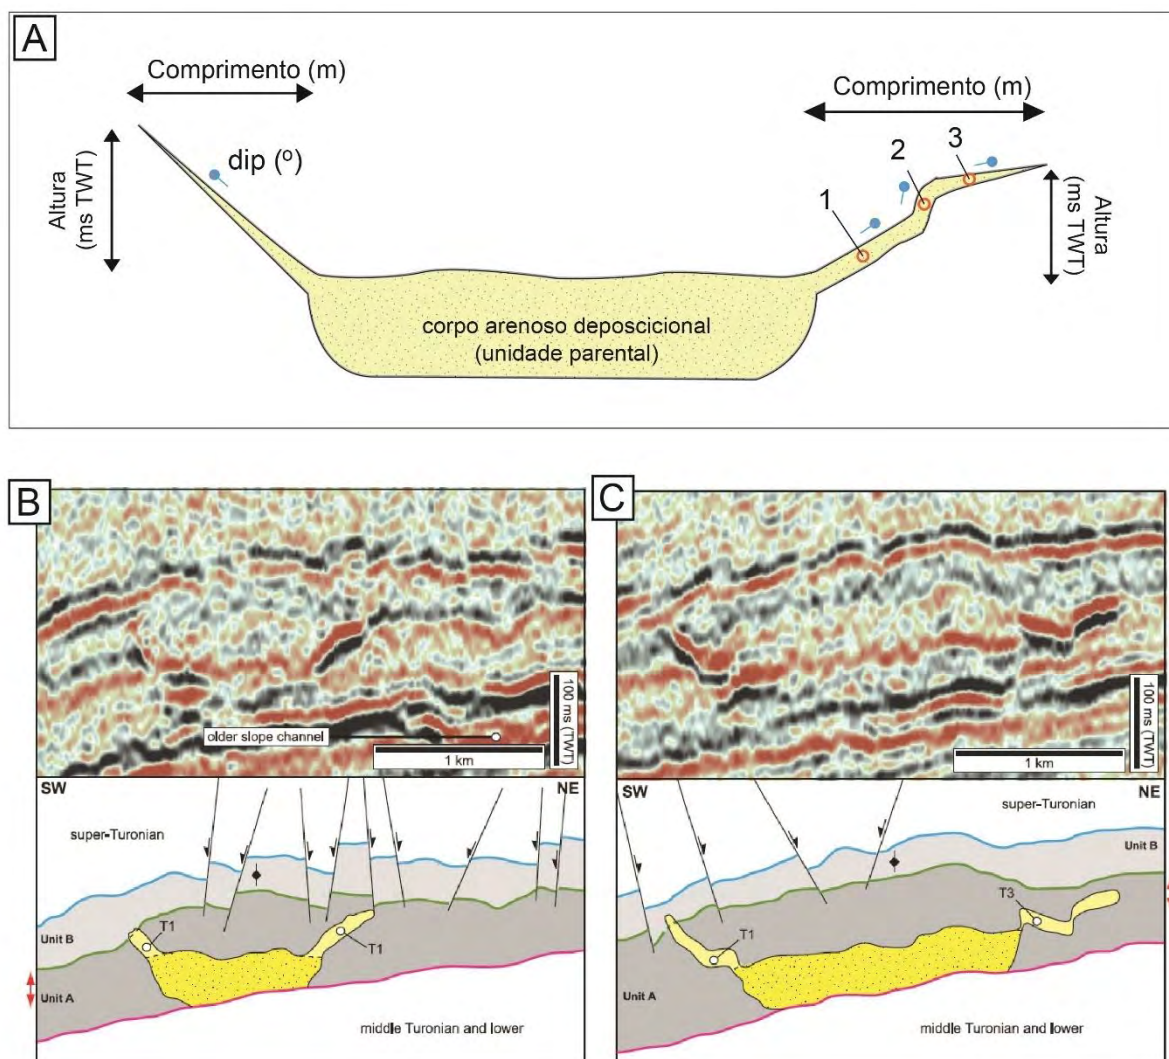 A
Comprimento (m)
Comprimento (m)
Altura
(ms TWT)
dip (º)
1
2
3
Altura
(ms TWT)
corpo arenoso deposcicional
(unidade parental)
B
older slope channel
1 km
100 ms (TWT)
SW
NE
super-Turonian
T1
T1
Unit B
Unit A
middle Turonian and lower
C
1 km
100 ms (TWT)
SW
NE
super-Turonian
Unit B
T3
T1
Unit A
middle Turonian and lower